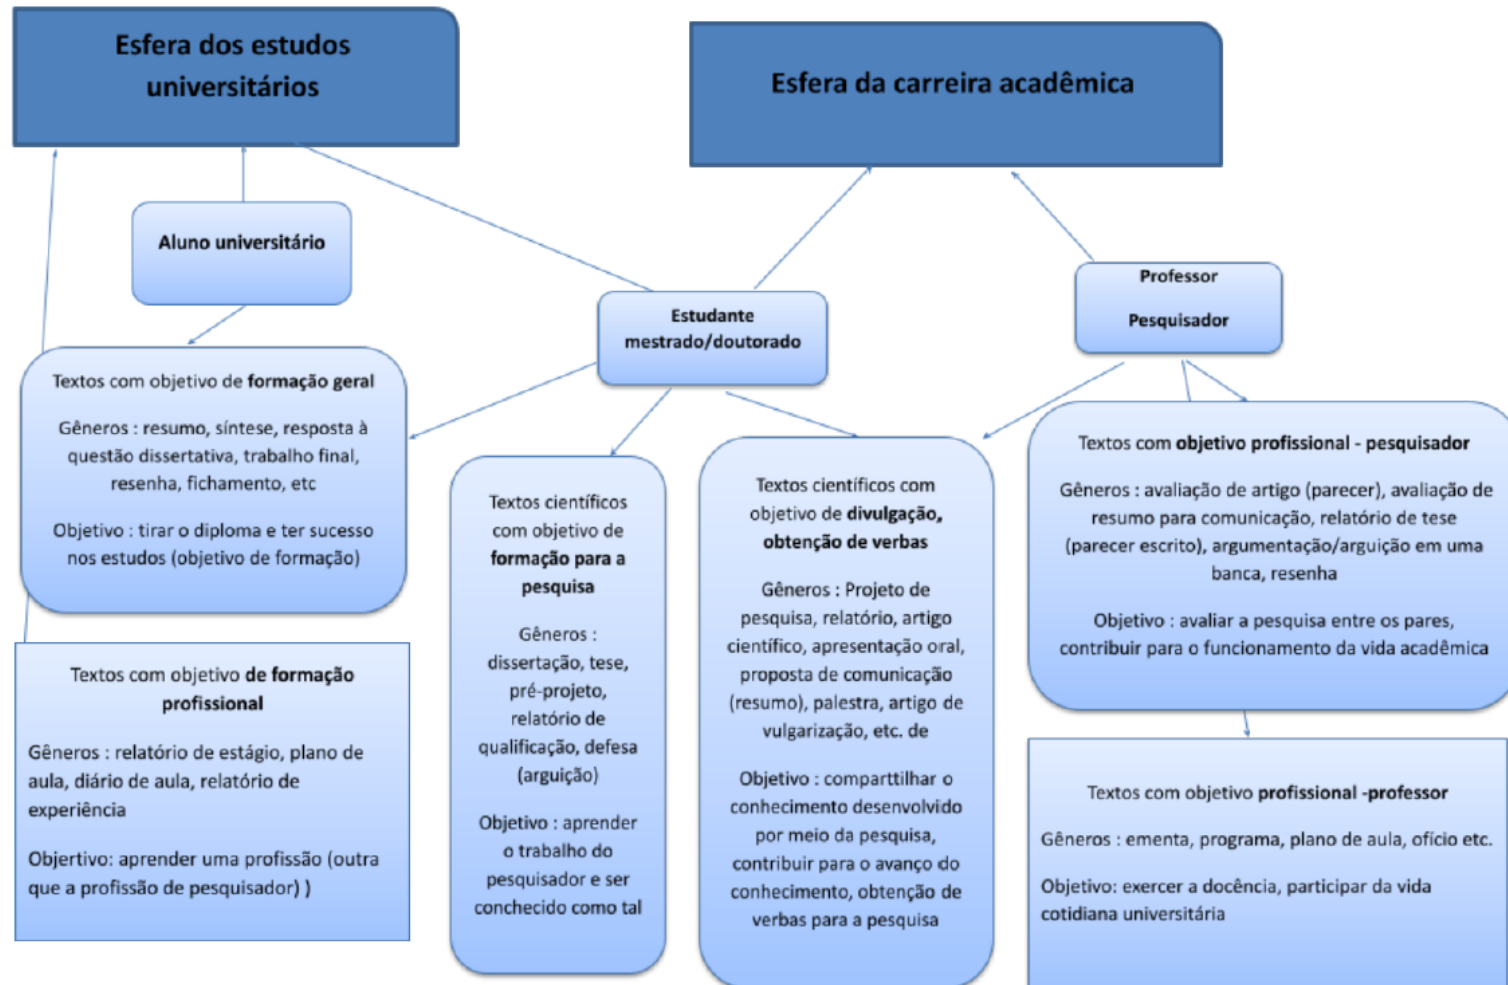 Esfera dos estudos
universitários
Esfera da carreira acadêmica
Aluno universitário
Estudante
mestrado/doutorado
Professor
Pesquisador
Textos com objetivo de formação geral
Gêneros : resumo, síntese, resposta à
questão dissertativa, trabalho final,
resenha, fichamento, etc
Objetivo : tirar o diploma e ter sucesso
nos estudos (objetivo de formação)
Textos com objetivo de formação
profissional
Gêneros : relatório de estágio, plano de
aula, diário de aula, relatório de
experiência
Objertivo: aprender uma profissão (outra
que a profissão de pesquisador) )
Textos científicos
com objetivo de
formação para a
pesquisa
Gêneros :
dissertação, tese,
pré-projeto,
relatório de
qualificação, defesa
(arguição)
Objetivo : aprender
o trabalho do
pesquisador e ser
conchecido como tal
Textos científicos com
objetivo de divulgação,
obtenção de verbas
Gêneros : Projeto de
pesquisa, relatório, artigo
científico, apresentação oral,
proposta de comunicação
(resumo), palestra, artigo de
vulgarização, etc. de
Objetivo : comparttilhar o
conhecimento desenvolvido
por meio da pesquisa,
contribuir para o avanço do
conhecimento, obtenção de
verbas para a pesquisa
Textos com objetivo profissional - pesquisador
Gêneros : avaliação de artigo (parecer), avaliação de
resumo para comunicação, relatório de tese
(parecer escrito), argumentação/arguição em uma
banca, resenha
Objetivo : avaliar a pesquisa entre os pares,
contribuir para o funcionamento da vida acadêmica
Textos com objetivo profissional -professor
Gêneros : ementa, programa, plano de aula, ofício etc.
Objetivo: exercer a docência, participar da vida
cotidiana universitária